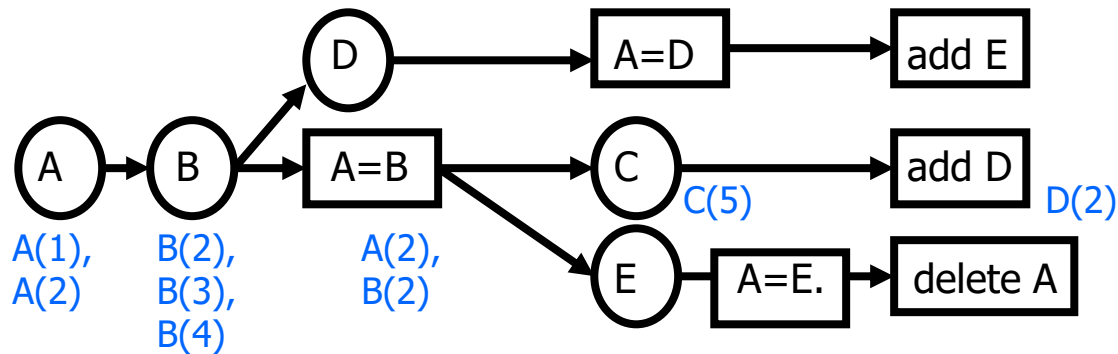 D
A=D
add E
A
B
A=B
C
add D
C(5)
D(2)
A(1),
A(2)
B(2),
B(3),
B(4)
A(2),
B(2)
E
A=E.
delete A